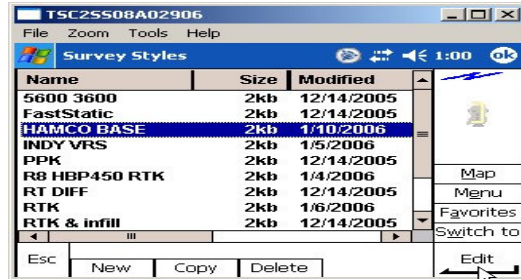 TSC2SS08A02906
File Zoom Tools Help
Survey Styles 1:00 ok
Name Size Modified
5600 3600 2kb 12/14/2005
FastStatic 2kb 12/14/2005
HAMCO BASE 2kb 1/10/2006
INDY VRS 2kb 1/5/2006
PPK 2kb 12/14/2005
R8 HBP450 RTK 2kb 1/4/2006
RT DIFF 2kb 12/14/2005
RTK 2kb 1/6/2006
RTK & infill 2kb 12/14/2005
Map
Menu
Favorites
Switch to
Esc New Copy Delete Edit